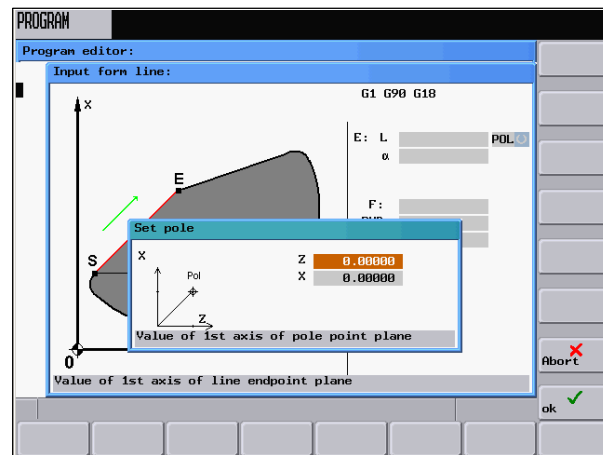 PROGRAM
Program editor:
Input form line:
G1 G90 G18
X
E: L POL
α
E
F:
Set pole
S
X
Pol
Z
Z 0.00000
X 0.00000
Value of 1st axis of pole point plane
0
Abort
Value of 1st axis of line endpoint plane
ok